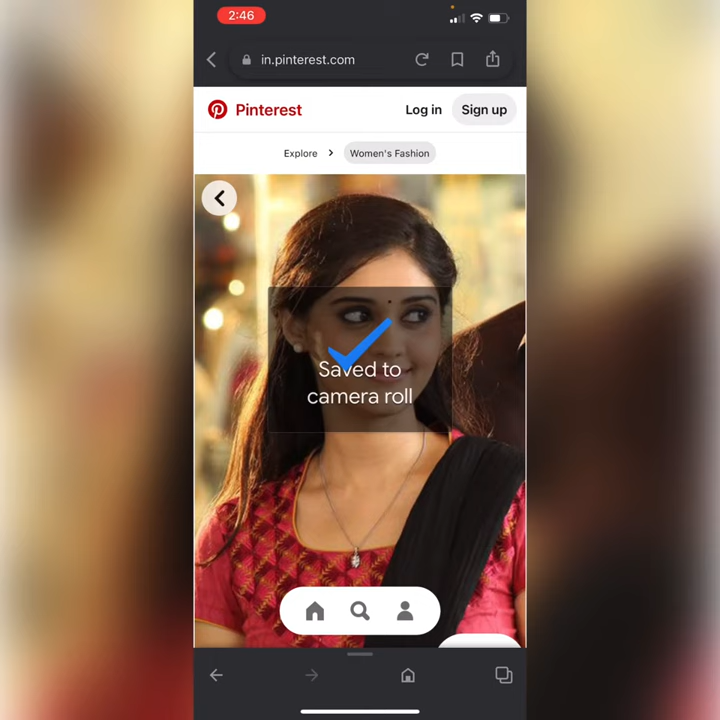 2:46
in.pinterest.com
Pinterest
Log in
Sign up
Explore > Women's Fashion
Saved to
camera roll